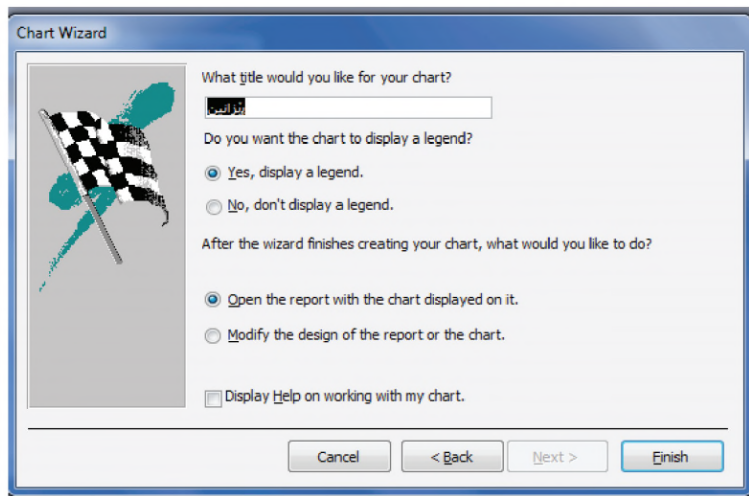 Chart Wizard
What title would you like for your chart?
Do you want the chart to display a legend?
Yes, display a legend.
No, don't display a legend.
After the wizard finishes creating your chart, what would you like to do?
Open the report with the chart displayed on it.
Modify the design of the report or the chart.
Display Help on working with my chart.
Cancel
< Back
Next >
Finish